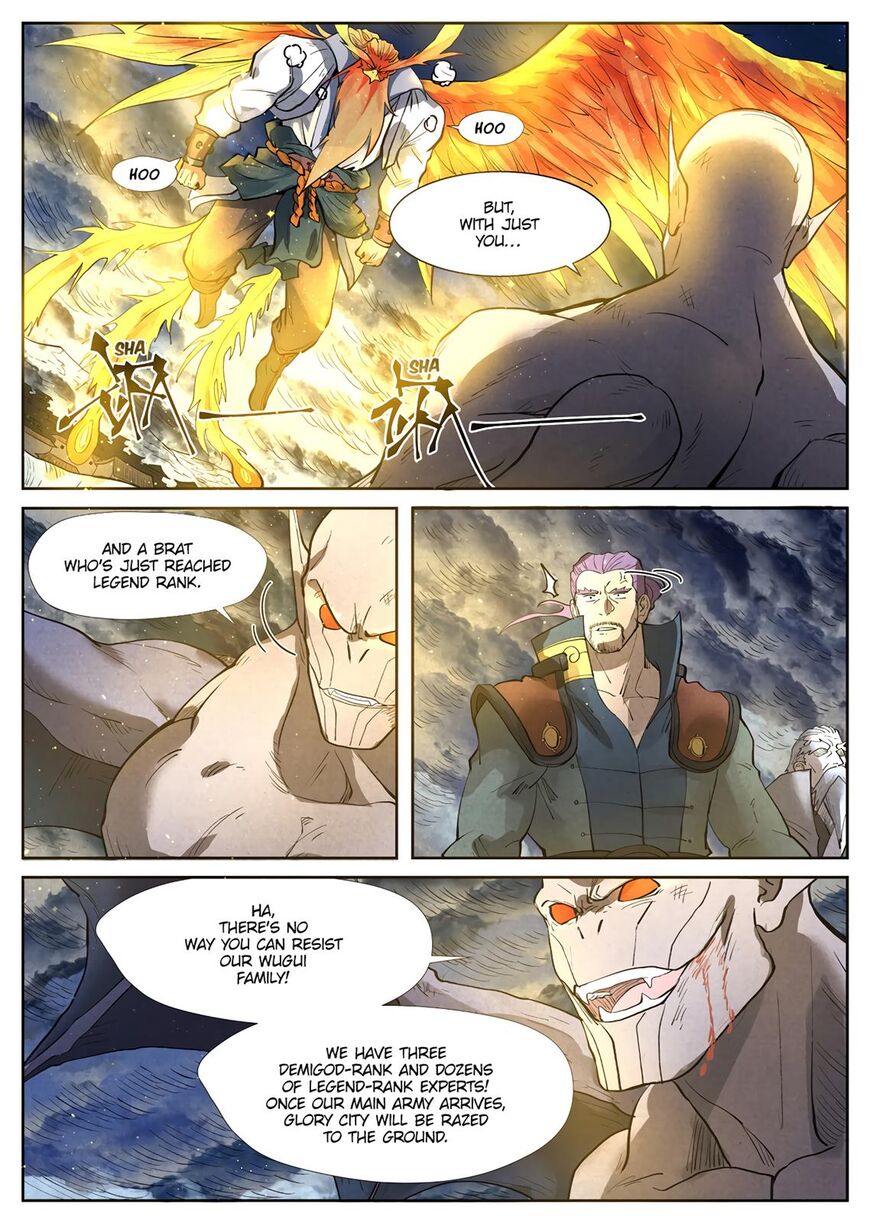 HOO
HOO
BUT,
WITH JUST
YOU...
SHA
SHA
AND A BRAT
WHO'S JUST REACHED
LEGEND RANK.
HA,
THERE'S NO
WAY YOU CAN RESIST
OUR WUGUI
FAMILY!
WE HAVE THREE
DEMIGOD-RANK AND DOZENS
OF LEGEND-RANK EXPERTS!
ONCE OUR MAIN ARMY ARRIVES,
GLORY CITY WILL BE RAZED
TO THE GROUND.